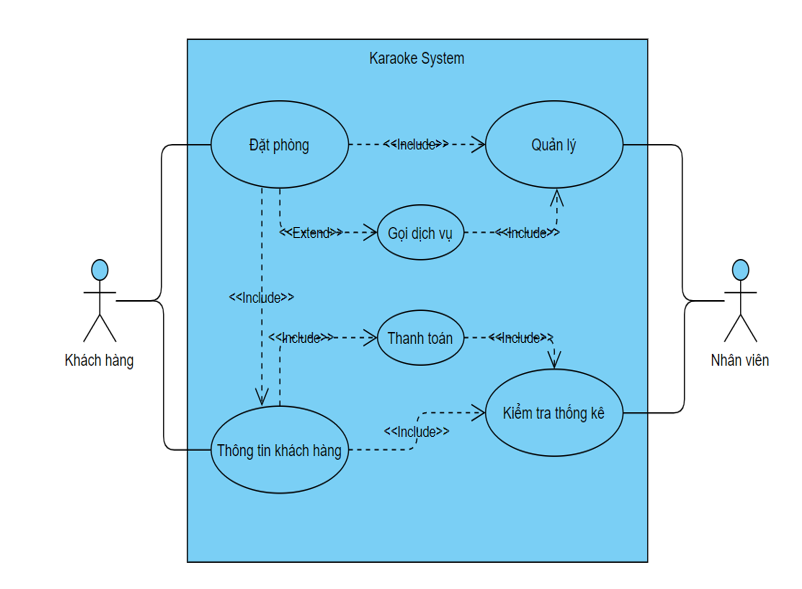 Karaoke System
Đặt phòng
<<Include>>
Quản lý
<<Extend>>
Gọi dịch vụ
<<Include>>
<<Include>>
<<Include>>
Thanh toán
<<Include>>
Khách hàng
Nhân viên
Kiểm tra thống kê
<<Include>>
Thông tin khách hàng